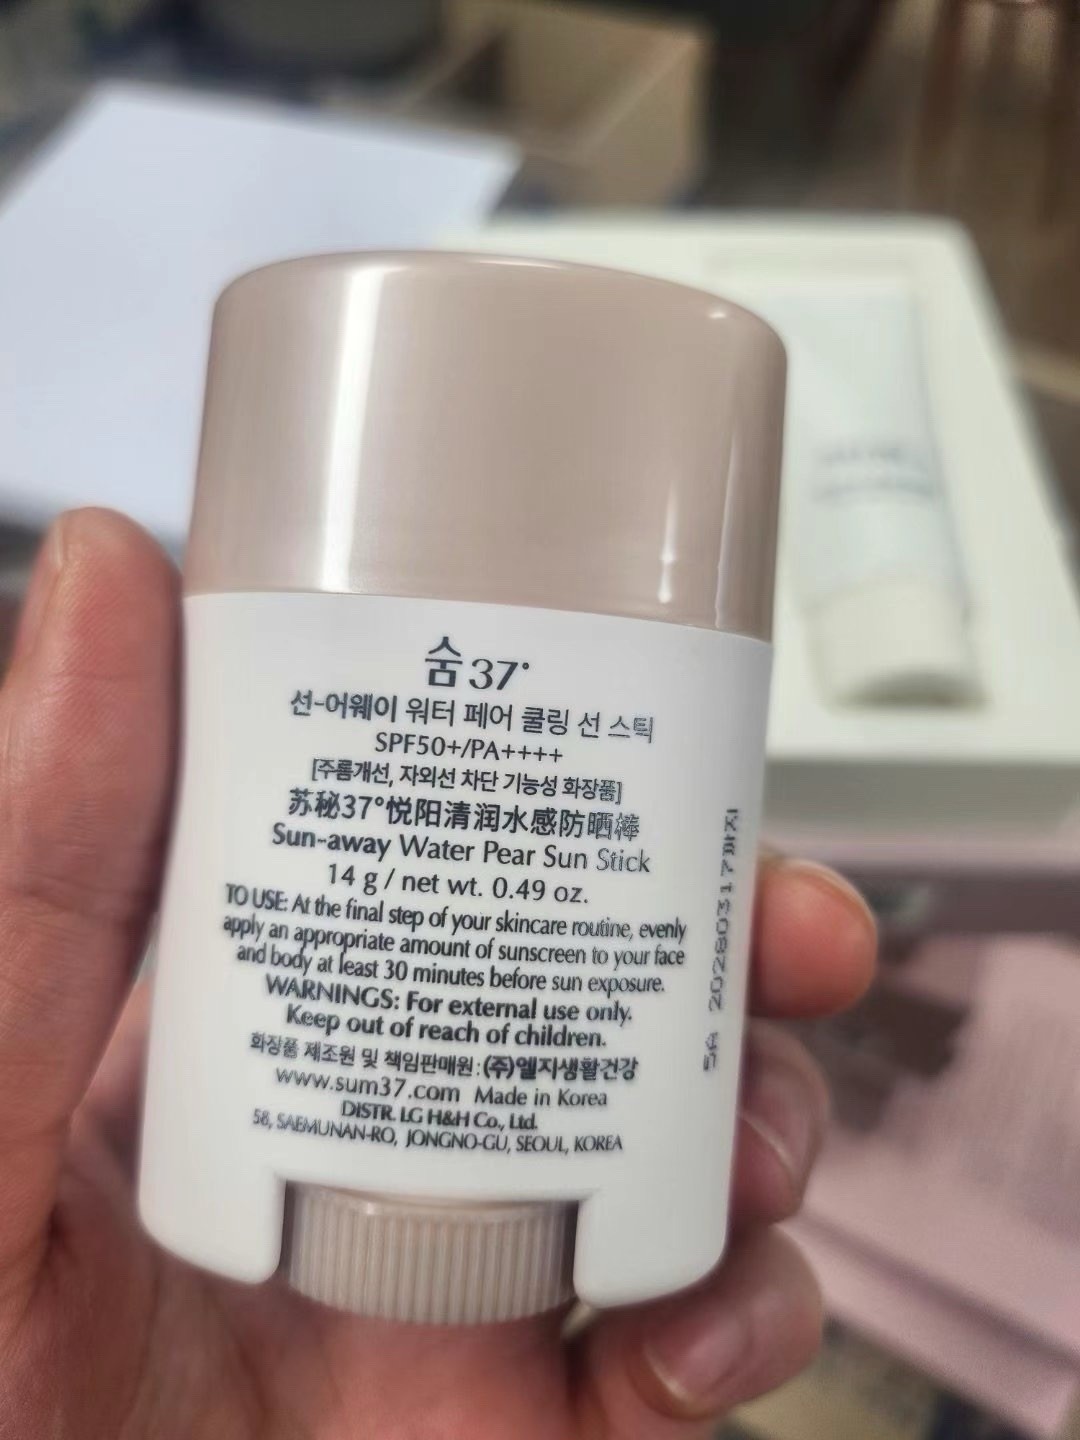 숨37°
선-어웨이 워터 페어 쿨링 선 스틱
SPF50+/PA++++
[주름개선, 자외선 차단 기능성 화장품]
苏秘37°悦阳清润水感防晒棒
Sun-away Water Pear Sun Stick
14 g / net wt. 0.49 oz.
TO USE: At the final step of your skincare routine, evenly
apply an appropriate amount of sunscreen to your face
and body at least 30 minutes before sun exposure.
WARNINGS: For external use only.
Keep out of reach of children.
화장품 제조원 및 책임판매원 : (주)엘지생활건강
www.sum37.com Made in Korea
DISTR. LG H&H Co., Ltd.
58, SAEMUNAN-RO, JONGNO-GU, SEOUL, KOREA
5A 20280317까지